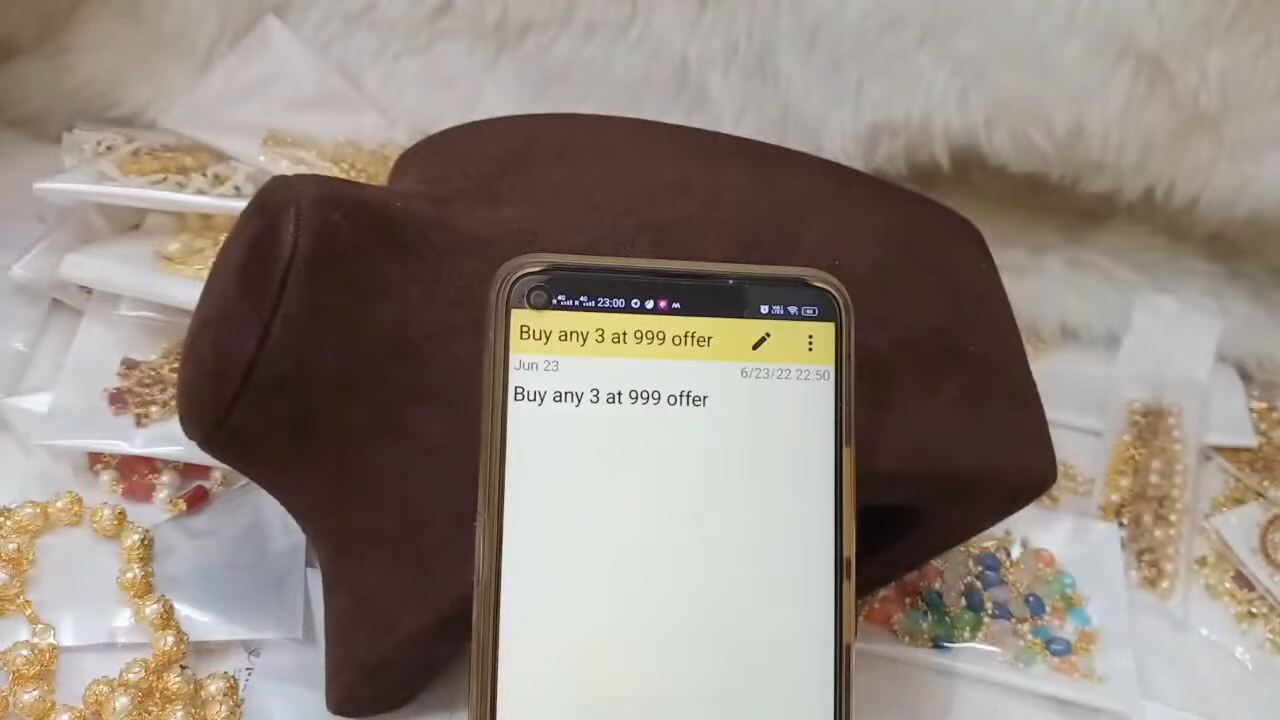 23:00
Buy any 3 at 999 offer
Jun 23
6/23/22 22:50
Buy any 3 at 999 offer